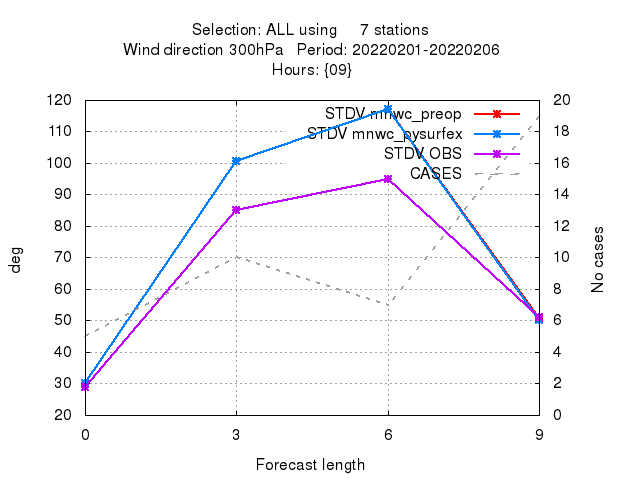 Selection: ALL using     7 stations
Wind direction 300hPa   Period: 20220201-20220206
Hours: {09}
120
110
100
90
80
70
60
50
40
30
20
deg
20
18
16
14
12
10
8
6
4
2
0
No cases
STDV mnwc_preop
STDV mnwc_pysurfex
STDV OBS
CASES
0 3 6 9
Forecast length